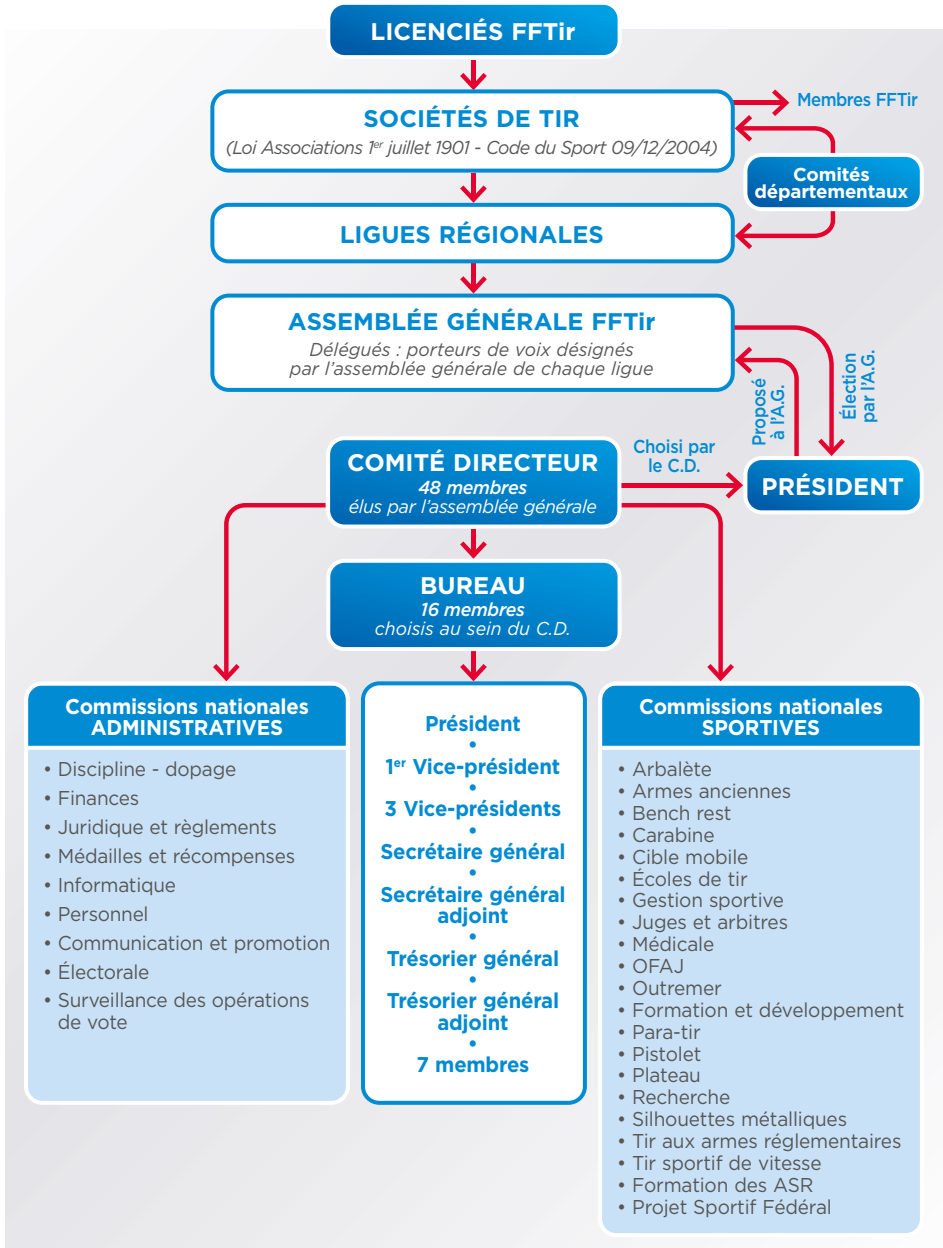 LICENCIÉS FFTir
SOCIÉTÉS DE TIR
(Loi Associations 1er juillet 1901 - Code du Sport 09/12/2004)
Membres FFTir
Comités
départementaux
LIGUES RÉGIONALES
ASSEMBLÉE GÉNÉRALE FFTir
Délégués : porteurs de voix désignés
par l'assemblée générale de chaque ligue
Proposé
à l'A.G.
Élection
par l'A.G.
COMITÉ DIRECTEUR
48 membres
élus par l'assemblée générale
Choisi par
le C.D.
PRÉSIDENT
BUREAU
16 membres
choisis au sein du C.D.
Commissions nationales
ADMINISTRATIVES
• Discipline - dopage
• Finances
• Juridique et règlements
• Médailles et récompenses
• Informatique
• Personnel
• Communication et promotion
• Électorale
• Surveillance des opérations
de vote
Président
•
1er Vice-président
•
3 Vice-présidents
•
Secrétaire général
•
Secrétaire général
adjoint
•
Trésorier général
•
Trésorier général
adjoint
•
7 membres
Commissions nationales
SPORTIVES
• Arbalète
• Armes anciennes
• Bench rest
• Carabine
• Cible mobile
• Écoles de tir
• Gestion sportive
• Juges et arbitres
• Médicale
• OFAJ
• Outremer
• Formation et développement
• Para-tir
• Pistolet
• Plateau
• Recherche
• Silhouettes métalliques
• Tir aux armes réglementaires
• Tir sportif de vitesse
• Formation des ASR
• Projet Sportif Fédéral